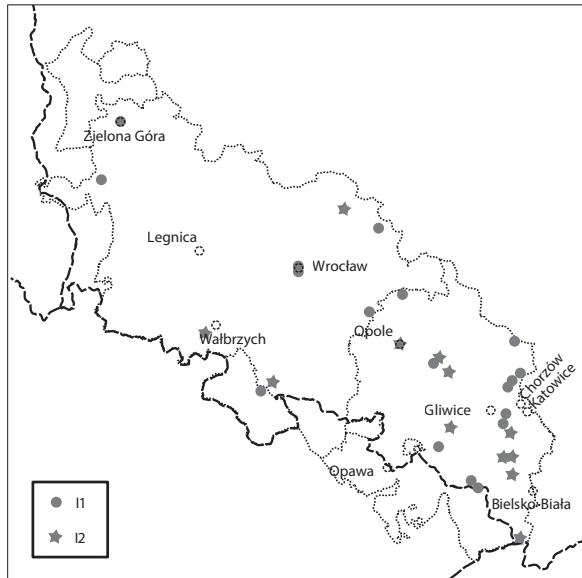 Zielona Góra
Legnica
Wrocław
Wałbrzych
Opole
Chorzów
Katowice
Gliwice
Opawa
Bielsko-Biała
I1
I2